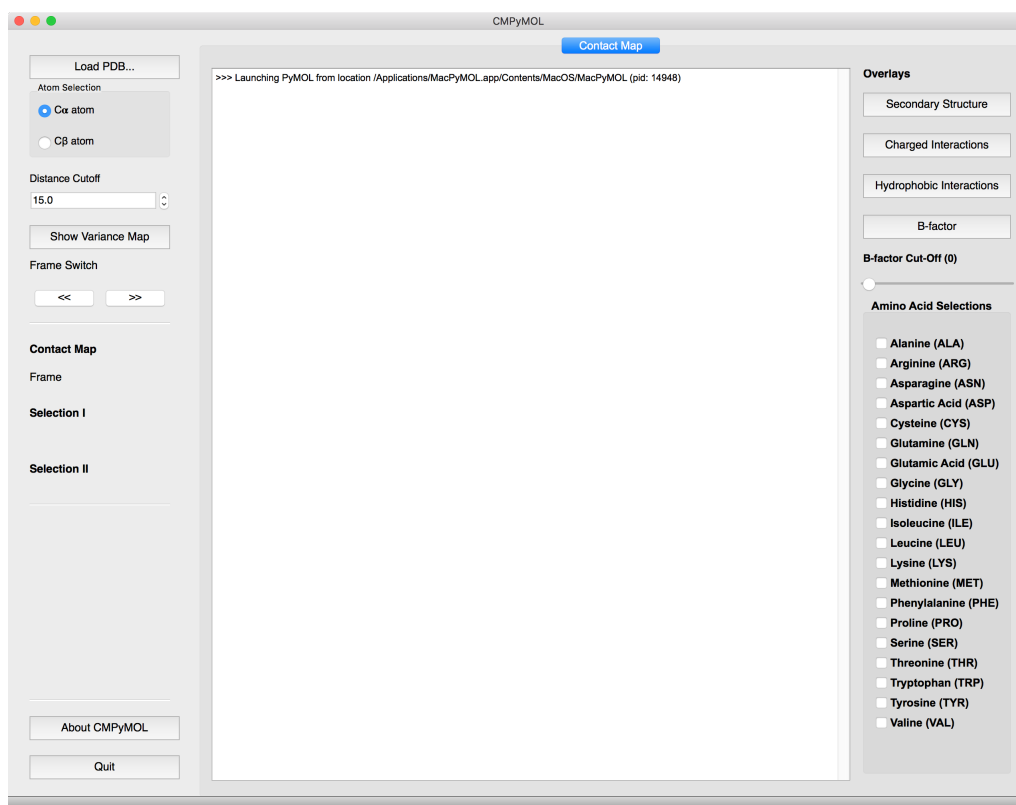 CMPyMOL
Contact Map
Load PDB...
Atom Selection
Cα atom
Cβ atom
Distance Cutoff
15.0
Show Variance Map
Frame Switch
<< >>
Contact Map
Frame
Selection I
Selection II
About CMPyMOL
Quit
>>> Launching PyMOL from location /Applications/MacPyMOL.app/Contents/MacOS/MacPyMOL (pid: 14948)
Overlays
Secondary Structure
Charged Interactions
Hydrophobic Interactions
B-factor
B-factor Cut-Off (0)
Amino Acid Selections
Alanine (ALA)
Arginine (ARG)
Asparagine (ASN)
Aspartic Acid (ASP)
Cysteine (CYS)
Glutamine (GLN)
Glutamic Acid (GLU)
Glycine (GLY)
Histidine (HIS)
Isoleucine (ILE)
Leucine (LEU)
Lysine (LYS)
Methionine (MET)
Phenylalanine (PHE)
Proline (PRO)
Serine (SER)
Threonine (THR)
Tryptophan (TRP)
Tyrosine (TYR)
Valine (VAL)